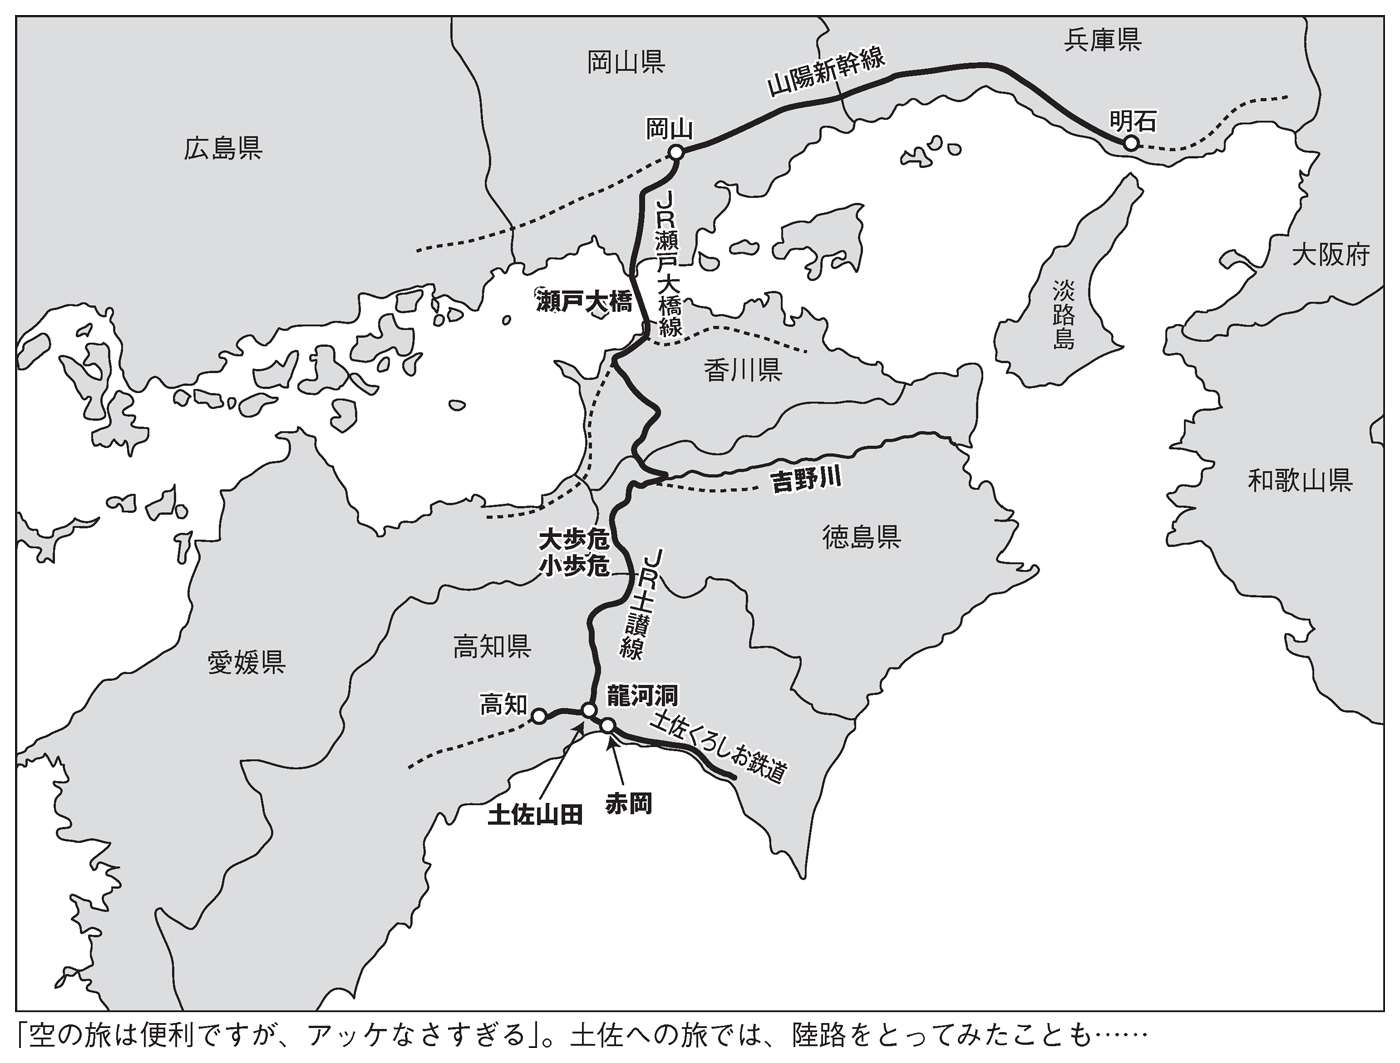 兵庫県
岡山県
山陽新幹線
明石
岡山
広島県
JR瀬戸大橋線
大阪府
瀬戸大橋
淡路島
香川県
吉野川
和歌山県
大歩危
小歩危
徳島県
JR土讃線
高知県
愛媛県
龍河洞
高知
土佐くろしお鉄道
土佐山田
赤岡
「空の旅は便利ですが、アッケなさすぎる」。土佐への旅では、陸路をとってみたことも……